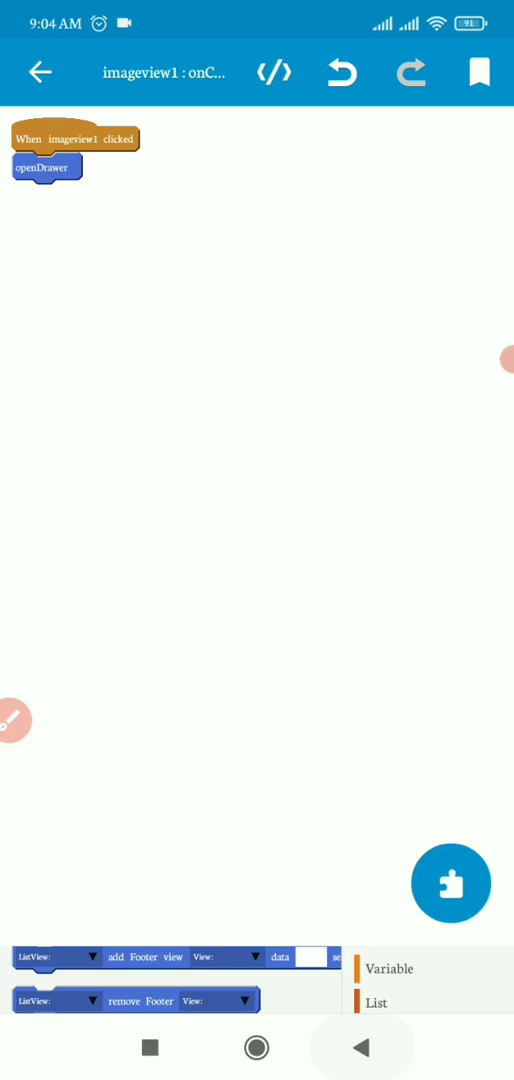 9:04 AM
91
imageview1 : onC...
When imageview1 clicked
openDrawer
ListView: add Footer view View: data se
Variable
ListView: remove Footer View:
List